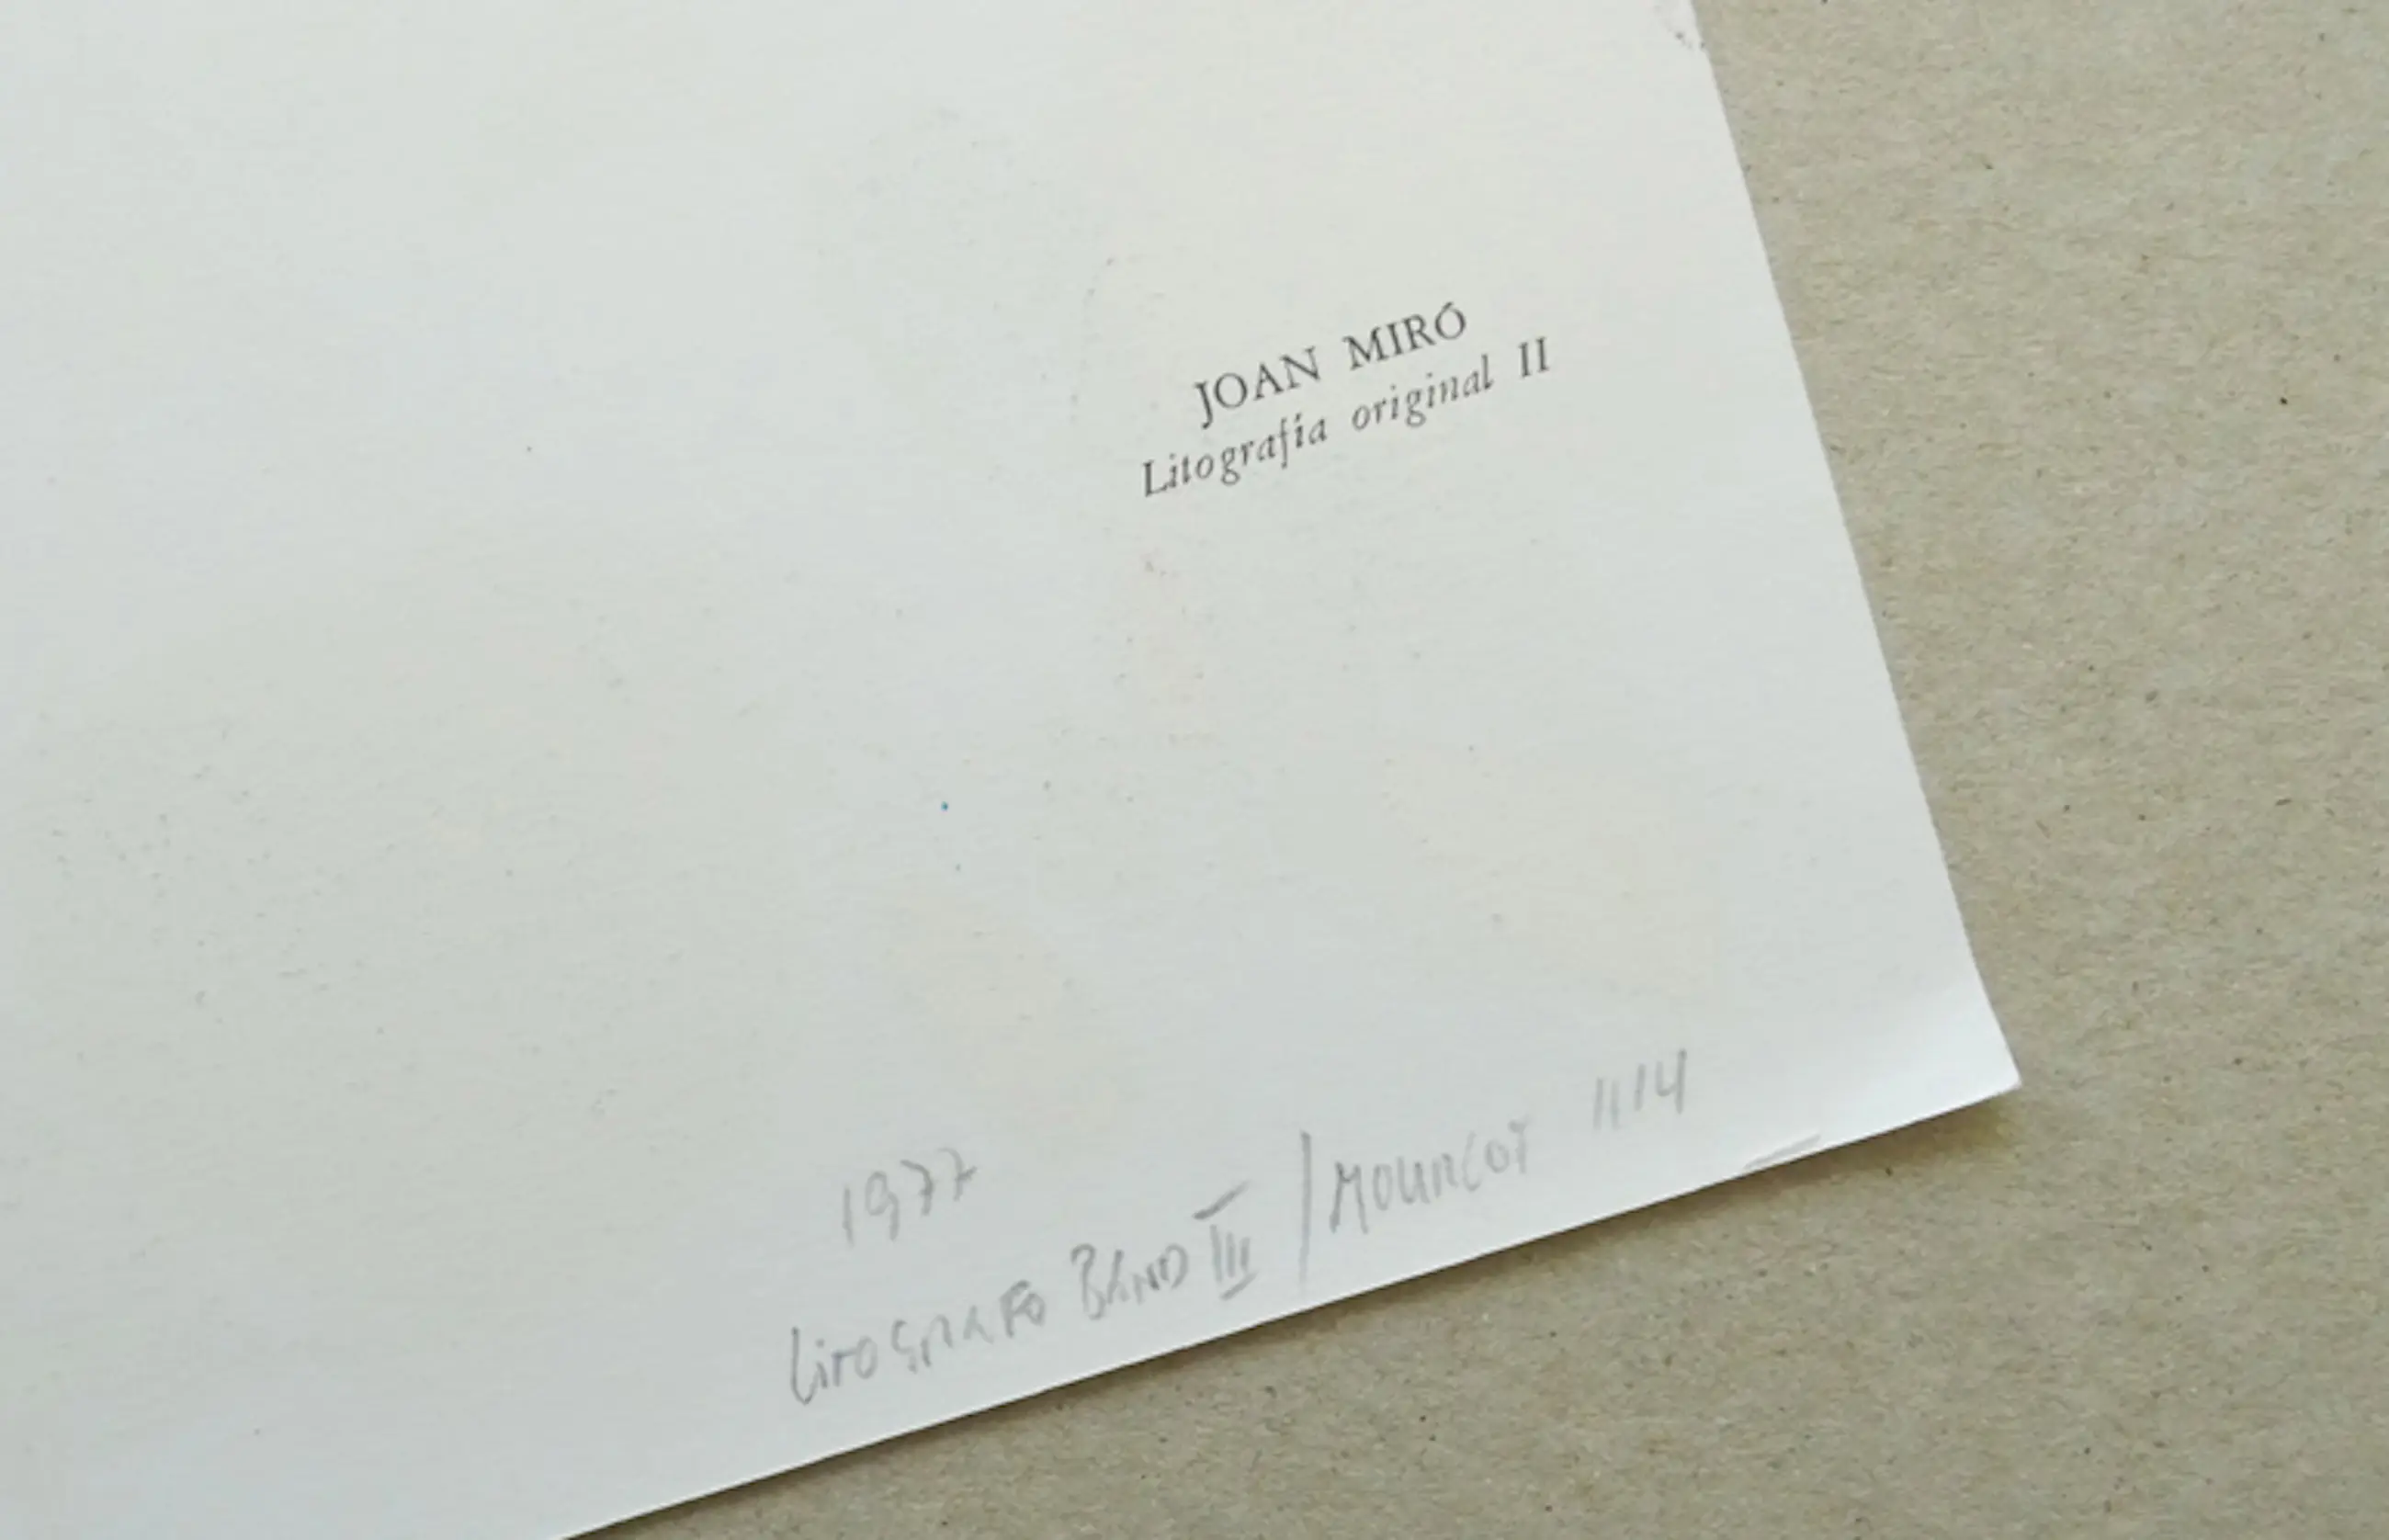 JOAN MIRÓ
Litografía original II
1977
LITOGRAFO BAND III / MOURLOT 1114